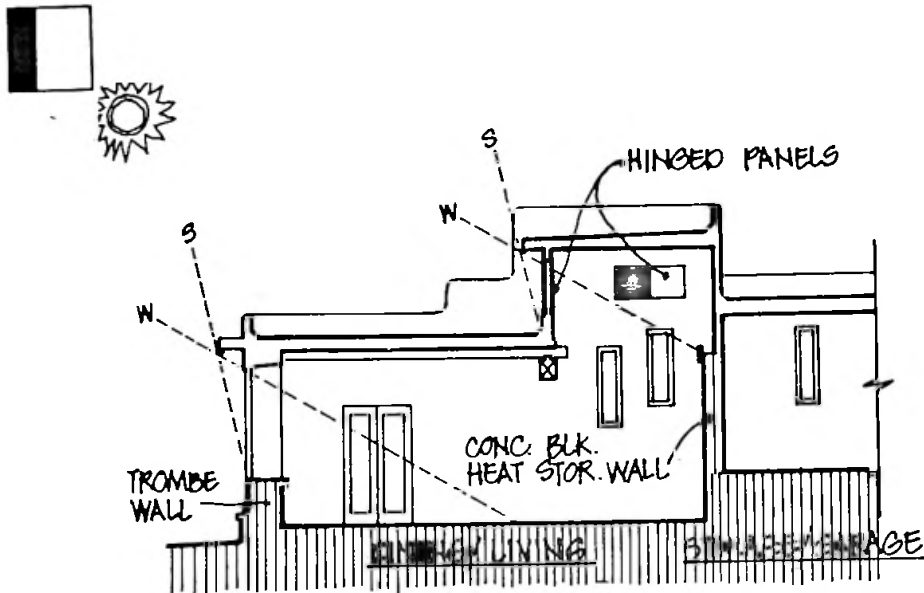 S
HINGED PANELS
W
S
W
CONC. BLK.
HEAT STOR. WALL
TROMBE
WALL
LIVING